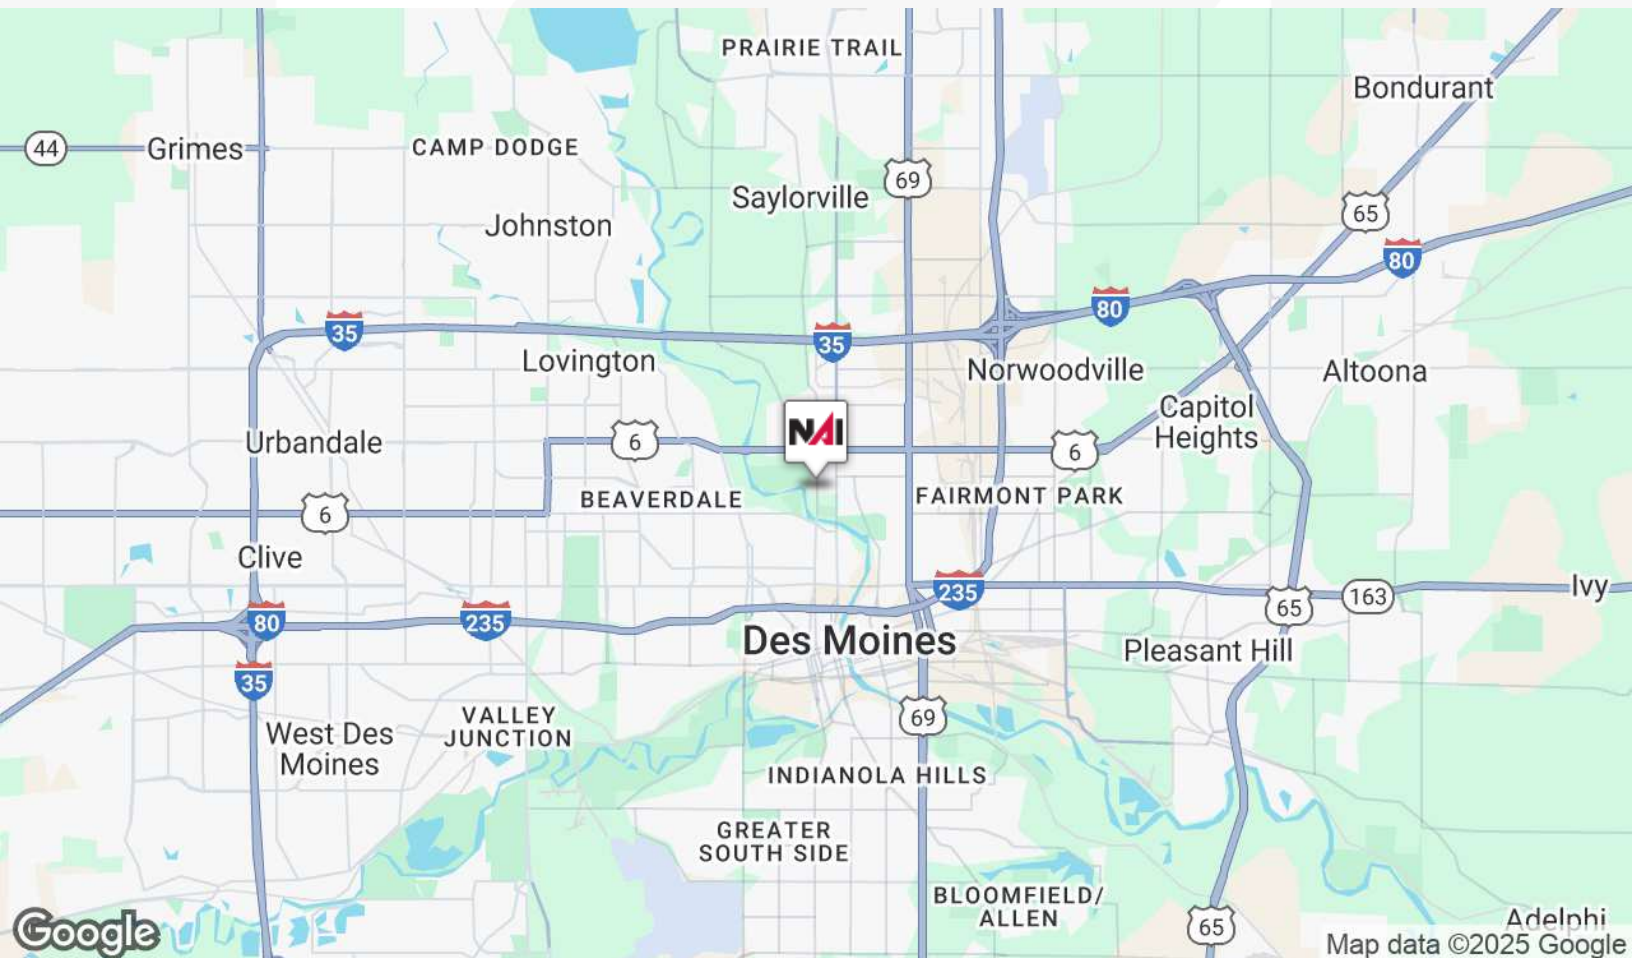 PRAIRIE TRAIL
Bondurant
44
Grimes
CAMP DODGE
69
Saylorville
65
Johnston
80
80
35
35
Lovington
Norwoodville
Altoona
Capitol
Heights
NAI
Urbandale
6
6
BEAVERDALE
FAIRMONT PARK
6
Clive
235
Ivy
163
65
80
235
Des Moines
Pleasant Hill
35
69
VALLEY
JUNCTION
West Des
Moines
INDIANOLA HILLS
GREATER
SOUTH SIDE
BLOOMFIELD/
ALLEN
65
Adelphi
Google
Map data ©2025 Google